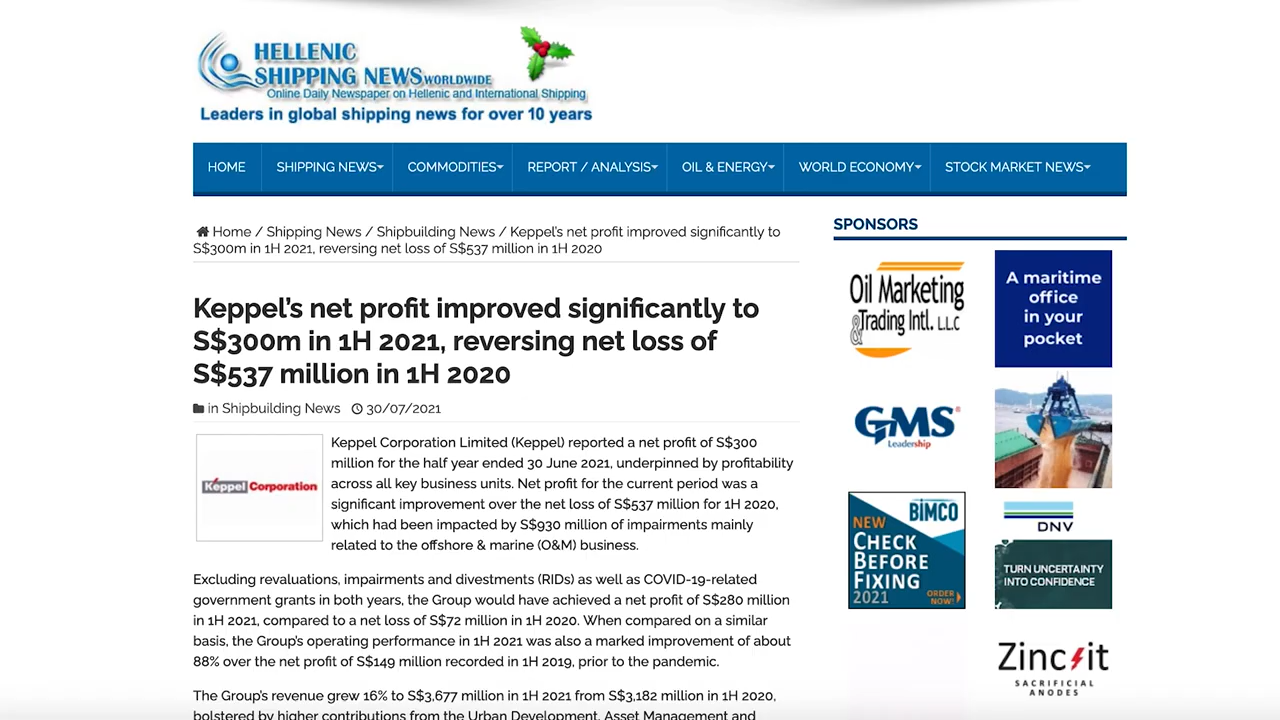 HELLENIC
SHIPPING NEWS WORLDWIDE
Online Daily Newspaper on Hellenic and International Shipping
Leaders in global shipping news for over 10 years
HOME
SHIPPING NEWS
COMMODITIES
REPORT / ANALYSIS
OIL & ENERGY
WORLD ECONOMY
STOCK MARKET NEWS
Home / Shipping News / Shipbuilding News / Keppel's net profit improved significantly to
S$300m in 1H 2021, reversing net loss of S$537 million in 1H 2020
Keppel's net profit improved significantly to
S$300m in 1H 2021, reversing net loss of
S$537 million in 1H 2020
in Shipbuilding News 30/07/2021
Keppel Corporation
Keppel Corporation Limited (Keppel) reported a net profit of S$300
million for the half year ended 30 June 2021, underpinned by profitability
across all key business units. Net profit for the current period was a
significant improvement over the net loss of S$537 million for 1H 2020,
which had been impacted by S$930 million of impairments mainly
related to the offshore & marine (O&M) business.
Excluding revaluations, impairments and divestments (RIDs) as well as COVID-19-related
government grants in both years, the Group would have achieved a net profit of S$280 million
in 1H 2021, compared to a net loss of S$72 million in 1H 2020. When compared on a similar
basis, the Group's operating performance in 1H 2021 was also a marked improvement of about
88% over the net profit of S$149 million recorded in 1H 2019, prior to the pandemic.
The Group's revenue grew 16% to S$3,677 million in 1H 2021 from S$3,182 million in 1H 2020,
bolstered by higher contributions from the Urban Development, Asset Management and
SPONSORS
Oil Marketing
& Trading Intl. L.L.C
A maritime
office
in your
pocket
GMS®
Leadership
BIMCO
NEW
CHECK
BEFORE
FIXING
2021
ORDER
NOW!
DNV
TURN UNCERTAINTY
INTO CONFIDENCE
Zinc it
SACRIFICIAL
ANODES